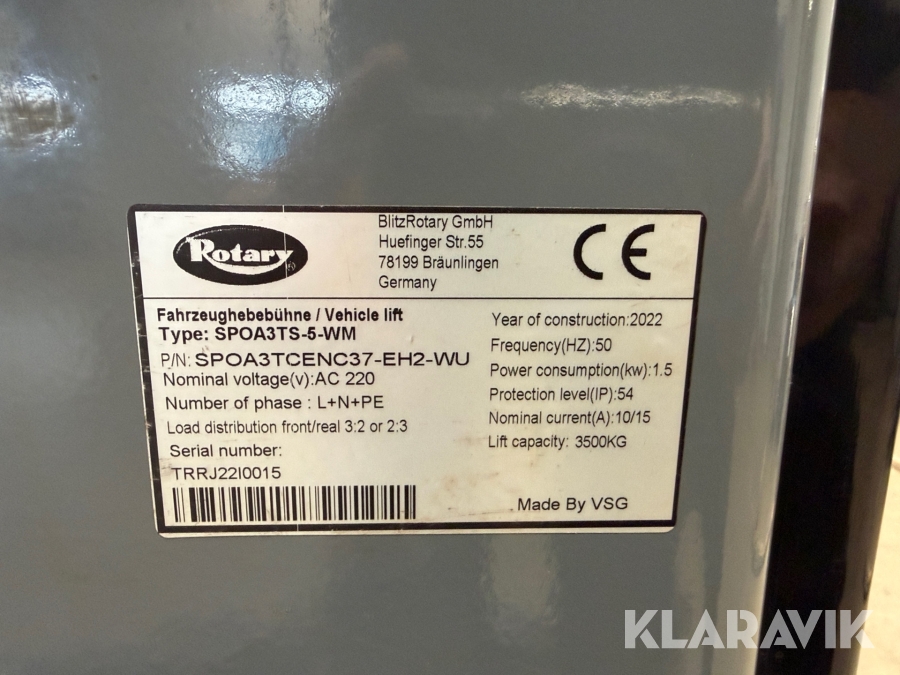 Rotary
BlitzRotary GmbH
Huefinger Str.55
78199 Bräunlingen
Germany
CE
Fahrzeughebebühne / Vehicle lift
Type: SPOA3TS-5-WM
P/N: SPOA3TCENC37-EH2-WU
Nominal voltage(v):AC 220
Number of phase : L+N+PE
Load distribution front/real 3:2 or 2:3
Serial number:
TRRJ22I0015
Year of construction:2022
Frequency(HZ):50
Power consumption(kw):1.5
Protection level(IP):54
Nominal current(A):10/15
Lift capacity: 3500KG
Made By VSG
KLARAVIK